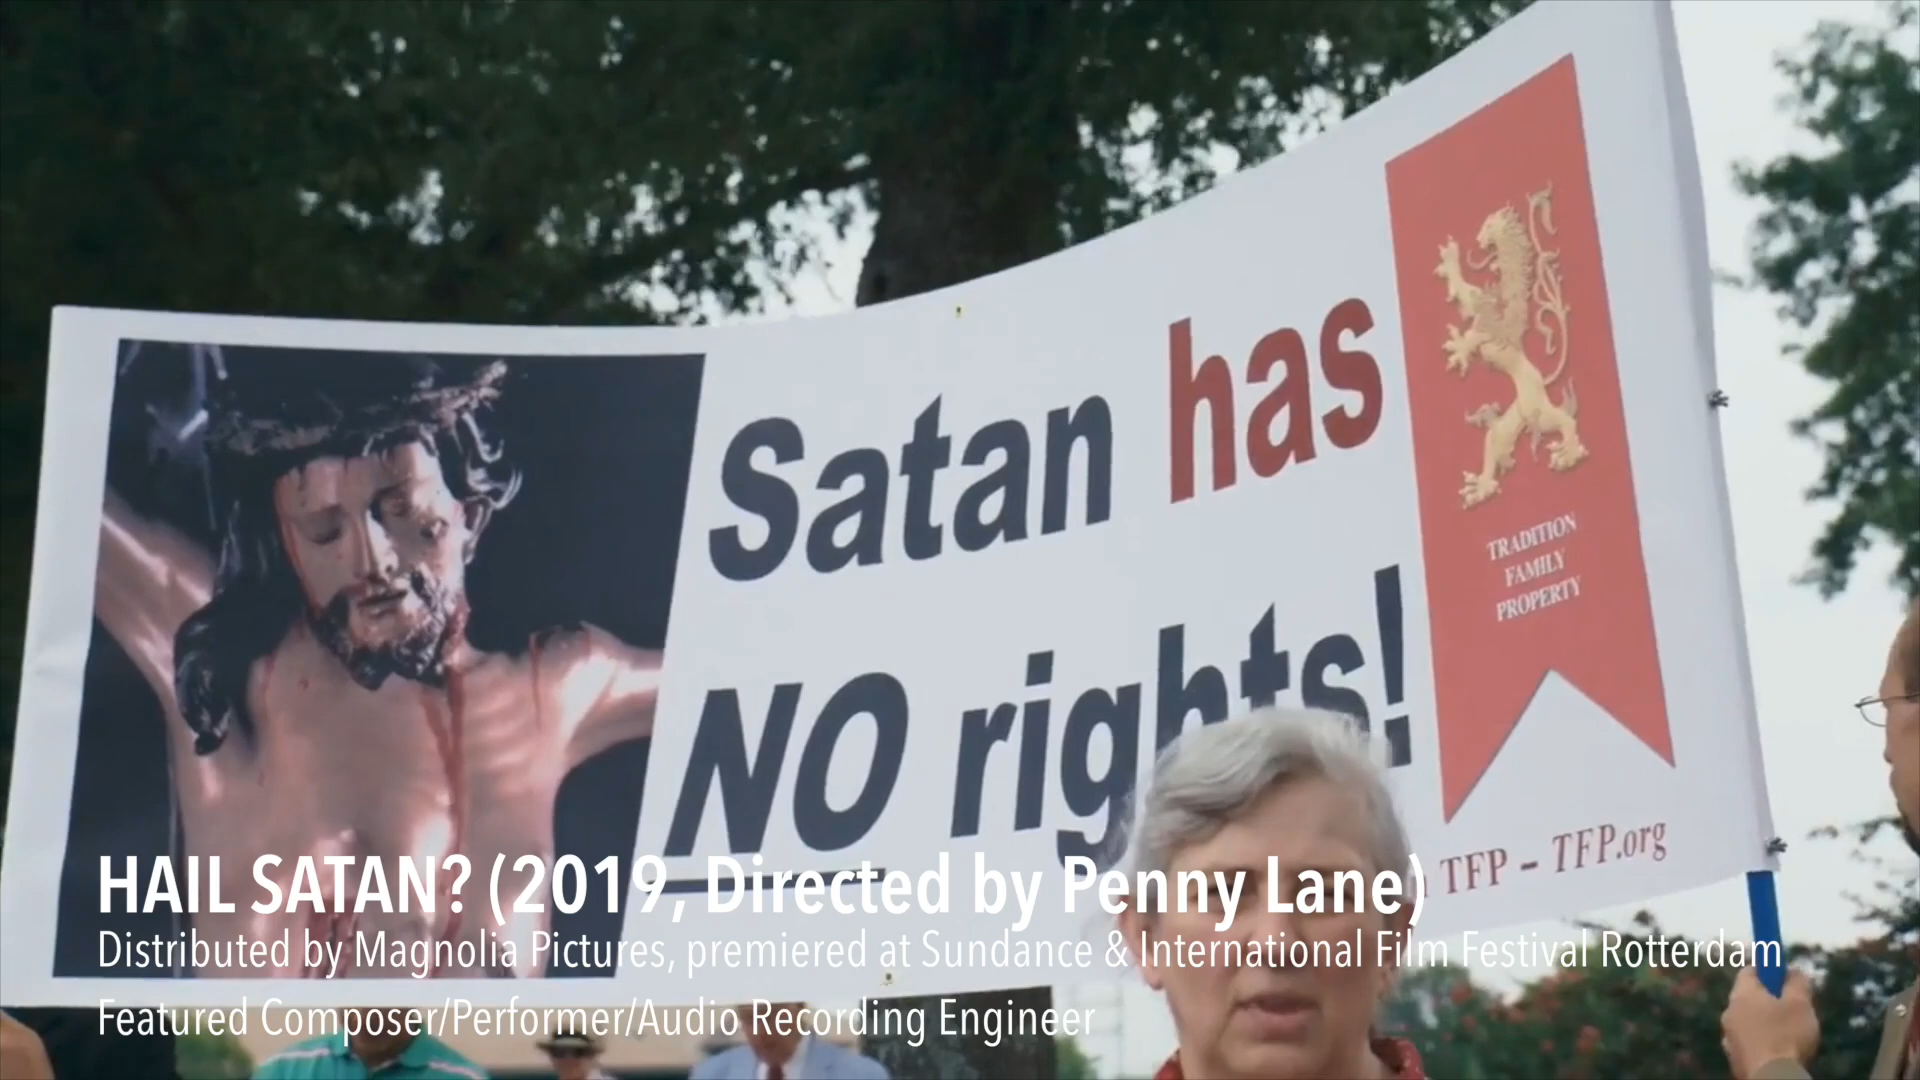 Satan has
NO rights!
TRADITION
FAMILY
PROPERTY
TFP – TFP.org
HAIL SATAN? (2019, Directed by Penny Lane)
Distributed by Magnolia Pictures, premiered at Sundance & International Film Festival Rotterdam
Featured Composer/Performer/Audio Recording Engineer